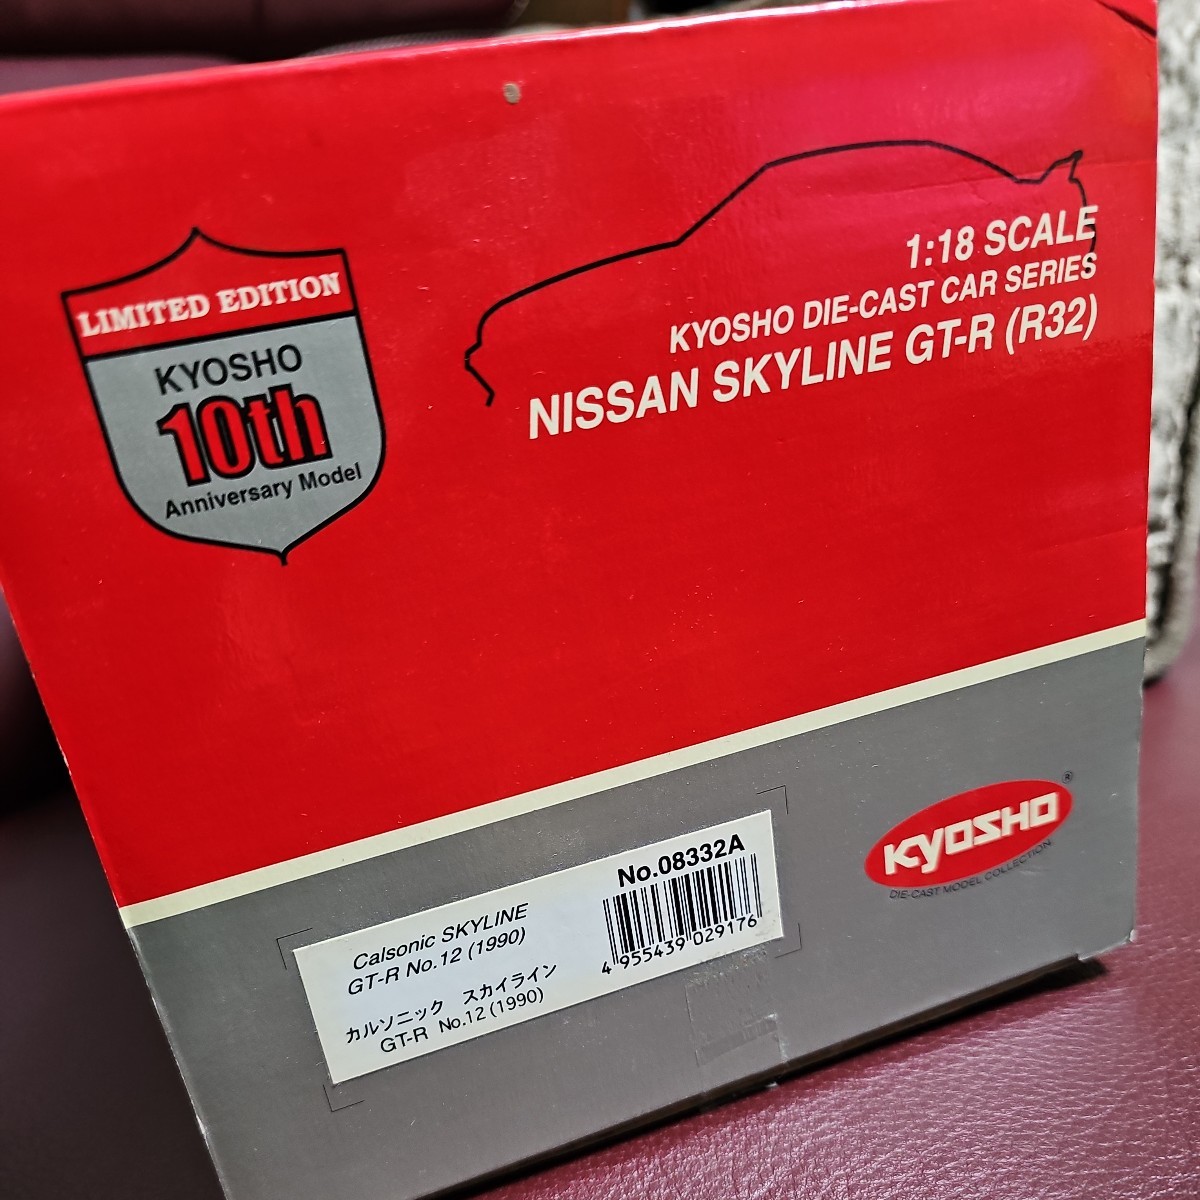 LIMITED EDITION
KYOSHO
10th
Anniversary Model
1:18 SCALE
KYOSHO DIE-CAST CAR SERIES
NISSAN SKYLINE GT-R (R32)
KYOSHO ®
DIE-CAST MODEL COLLECTION
No.08332A
4 955439 029176
Calsonic SKYLINE
GT-R No.12 (1990)
カルソニック スカイライン
GT-R No.12 (1990)